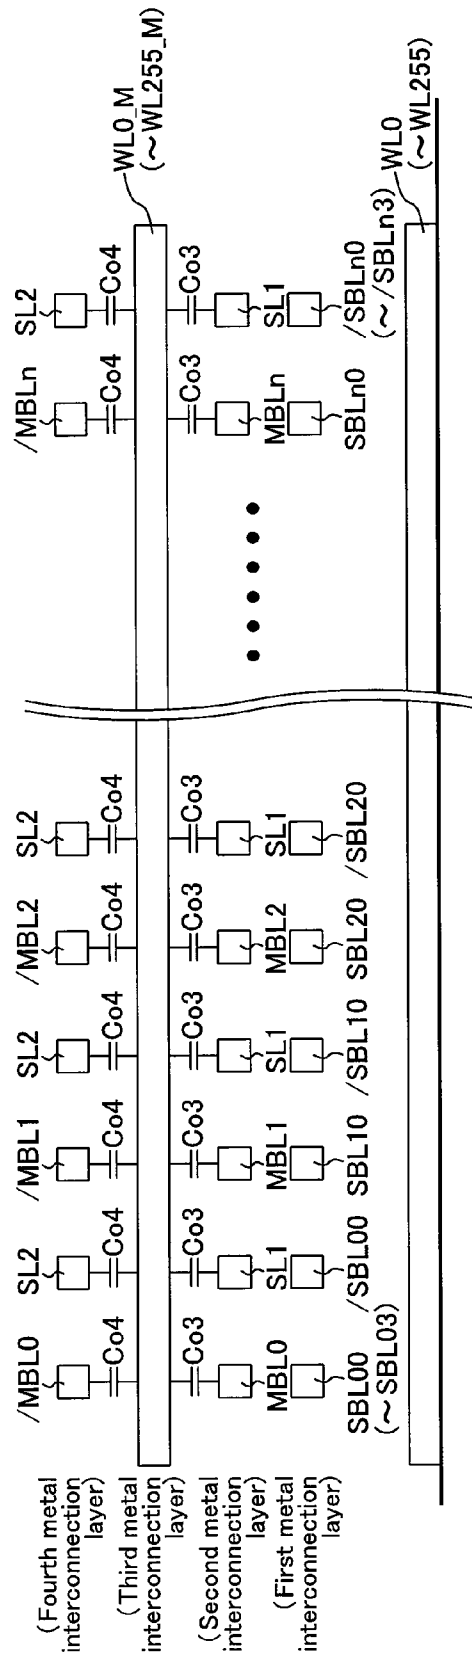 /MBL0 SL2 /MBL1 SL2 /MBL2 SL2 /MBLn SL2
(Fourth metal
interconnection
layer)
Co4 Co4 Co4 Co4 Co4 Co4 Co4 Co4
WL0_M
(~WL255_M)
(Third metal
interconnection
layer)
Co3 Co3 Co3 Co3 Co3 Co3 Co3 Co3
(Second metal
interconnection
layer)
MBL0 SL1 MBL1 SL1 MBL2 SL1 MBLn SL1
(First metal
interconnection
layer)
SBL00 /SBL00 SBL10 /SBL10 SBL20 /SBL20 SBLn0 /SBLn0
(~SBL03) (~/SBLn3)
WL0
(~WL255)